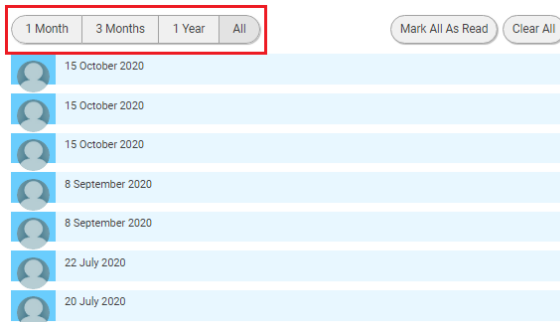 1 Month 3 Months 1 Year All Mark All As Read Clear All
15 October 2020
15 October 2020
15 October 2020
8 September 2020
8 September 2020
22 July 2020
20 July 2020